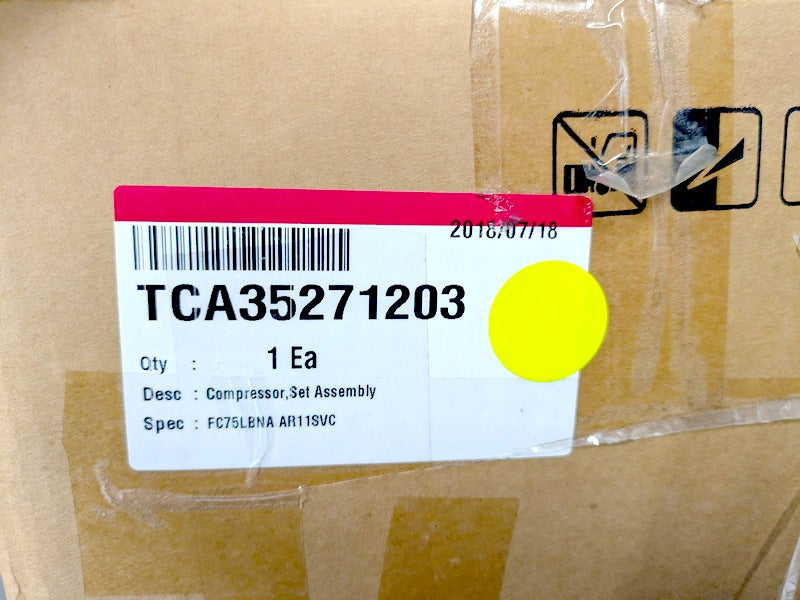 2018/07/18
TCA35271203
Qty : 1 Ea
Desc : Compressor,Set Assembly
Spec : FC75LBNA AR11SVC